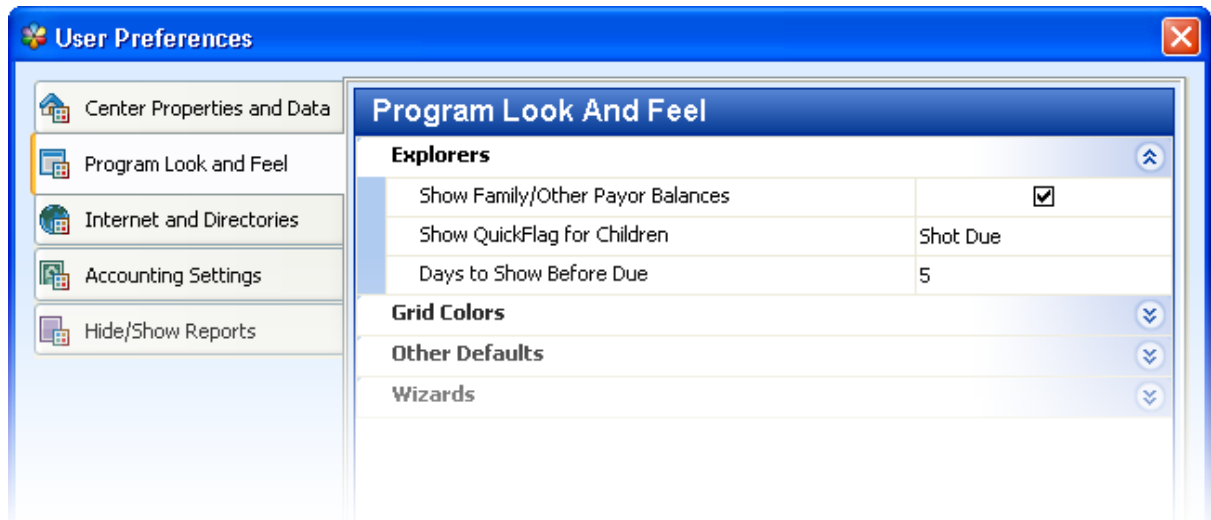 User Preferences
Center Properties and Data
Program Look and Feel
Internet and Directories
Accounting Settings
Hide/Show Reports
Program Look And Feel
Explorers
Show Family/Other Payor Balances
Show QuickFlag for Children Shot Due
Days to Show Before Due 5
Grid Colors
Other Defaults
Wizards